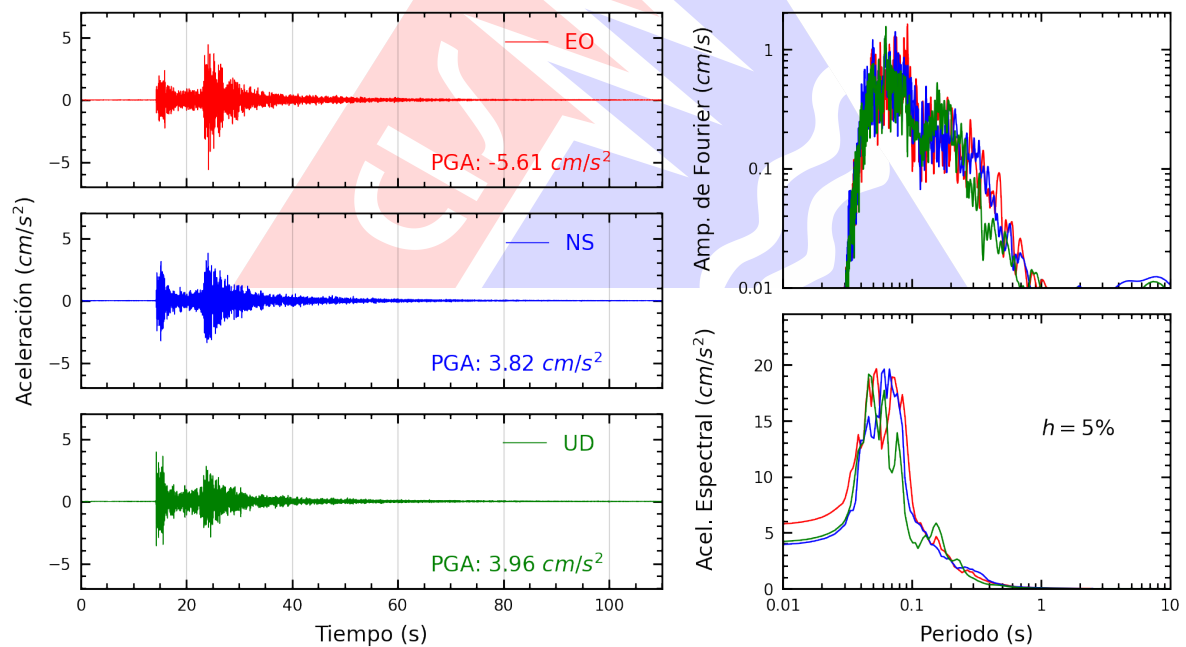 5
0
−5
EO
PGA: -5.61 cm/s²
5
0
−5
NS
PGA: 3.82 cm/s²
5
0
−5
UD
PGA: 3.96 cm/s²
0 20 40 60 80 100
Tiempo (s)
Aceleración (cm/s²)
1
0.1
0.01
Amp. de Fourier (cm/s)
20
15
10
5
0
h = 5%
0.01 0.1 1 10
Periodo (s)
Acel. Espectral (cm/s²)
CIS